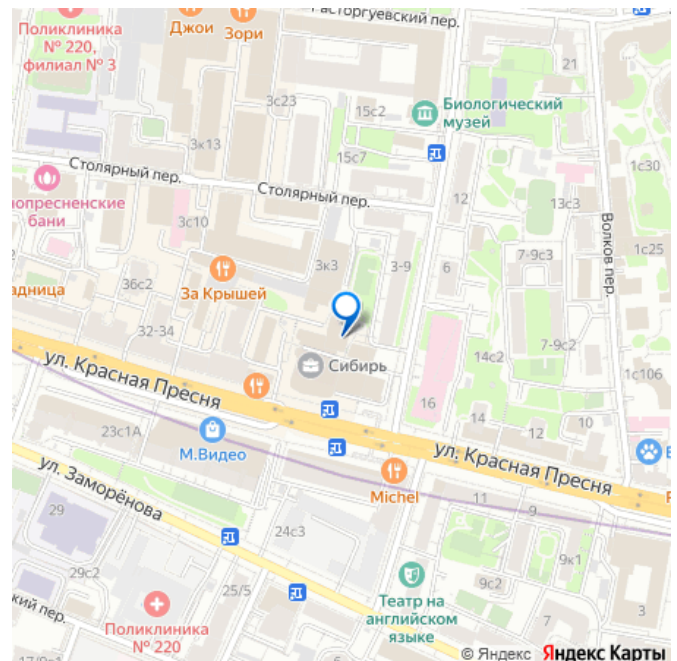 Расторгуевский пер.
Поликлиника
№ 220,
филиал № 3
Джои
Зори
21
3с23
15с2
Биологический
музей
3к13
15с7
1с30
Столярный пер.
Столярный пер.
12
13с3
Волков пер.
нопресненские
бани
3с10
3к3
3-9
6
7-9с3
1с25
адница
36с2
За Крышей
32-34
Сибирь
14с2
7-9с2
1с106
ул. Красная Пресня
16
14
12
10
23с1А
М.Видео
ул. Красная Пресня
ул. Заморёнова
Michel
11
9
29
24с3
9к1
29с2
25/5
9с2
Театр на
английском
языке
7
3
кий пер.
Поликлиника
№ 220
© Яндекс Яндекс Карты